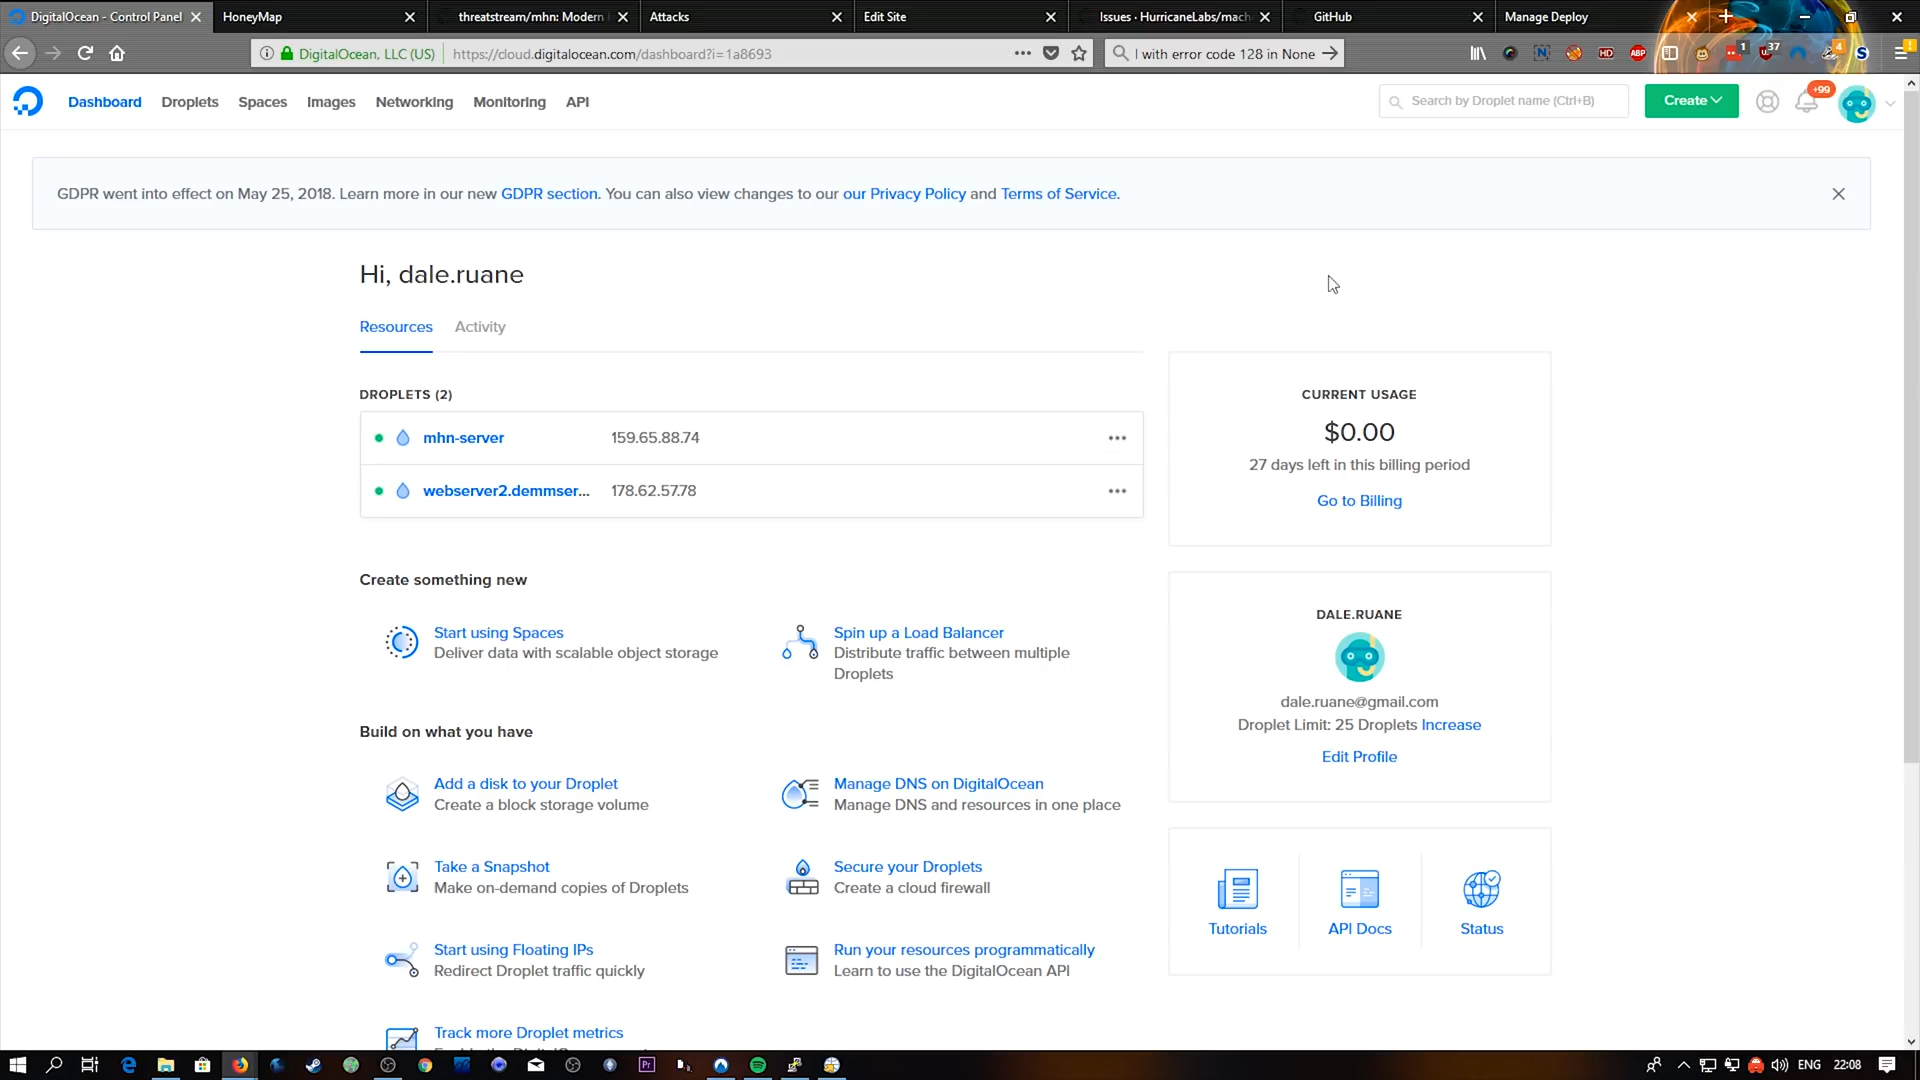 DigitalOcean - Control Panel
HoneyMap
threatstream/mhn: Modern
Attacks
Edit Site
Issues · HurricaneLabs/mach
GitHub
Manage Deploy
DigitalOcean, LLC (US)
https://cloud.digitalocean.com/dashboard?i=1a8693
l with error code 128 in None
HD
ABP
1
37
4
S
Dashboard
Droplets
Spaces
Images
Networking
Monitoring
API
Search by Droplet name (Ctrl+B)
Create
+99
GDPR went into effect on May 25, 2018. Learn more in our new GDPR section. You can also view changes to our our Privacy Policy and Terms of Service.
Hi, dale.ruane
Resources
Activity
DROPLETS (2)
mhn-server
159.65.88.74
webserver2.demmser...
178.62.57.78
CURRENT USAGE
$0.00
27 days left in this billing period
Go to Billing
Create something new
Start using Spaces
Deliver data with scalable object storage
Spin up a Load Balancer
Distribute traffic between multiple
Droplets
DALE.RUANE
dale.ruane@gmail.com
Droplet Limit: 25 Droplets Increase
Edit Profile
Build on what you have
Add a disk to your Droplet
Create a block storage volume
Manage DNS on DigitalOcean
Manage DNS and resources in one place
Take a Snapshot
Make on-demand copies of Droplets
Secure your Droplets
Create a cloud firewall
Start using Floating IPs
Redirect Droplet traffic quickly
Run your resources programmatically
Learn to use the DigitalOcean API
Tutorials
API Docs
Status
Track more Droplet metrics
Pr
ENG
22:08